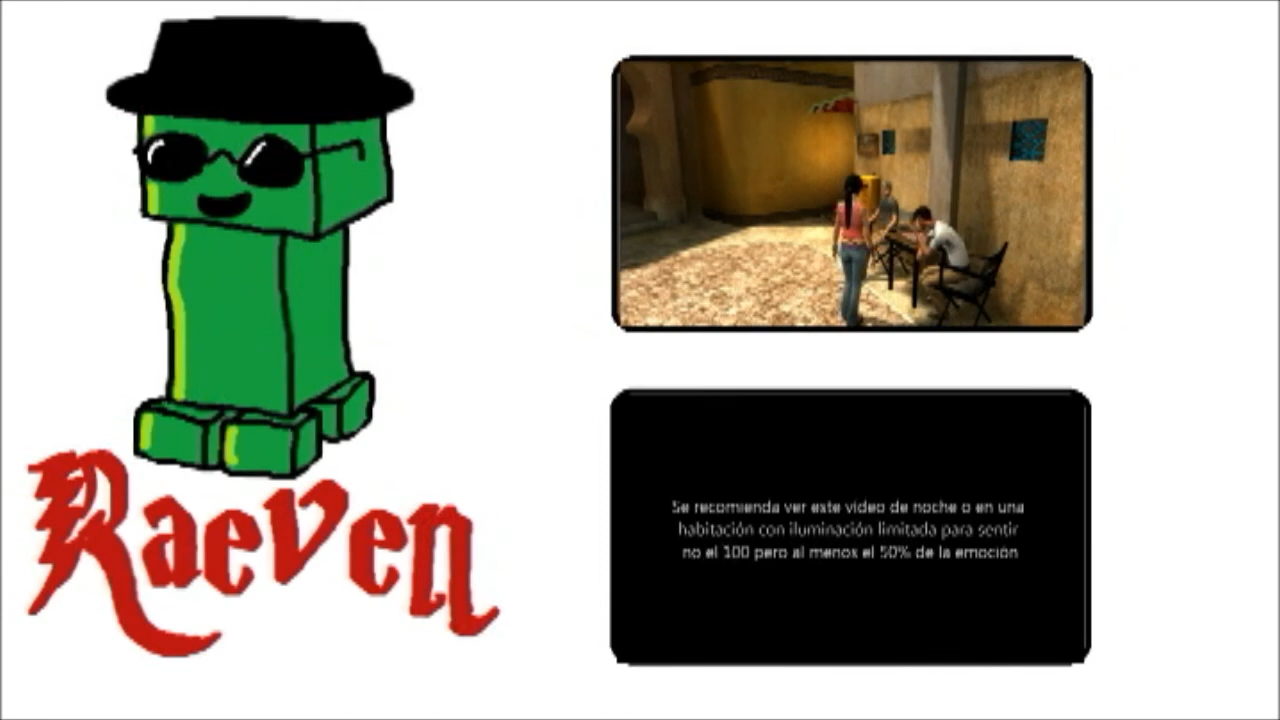 Raeven
Se recomienda ver este video de noche o en una
habitación con iluminación limitada para sentir
no el 100 pero al menos el 50% de la emoción